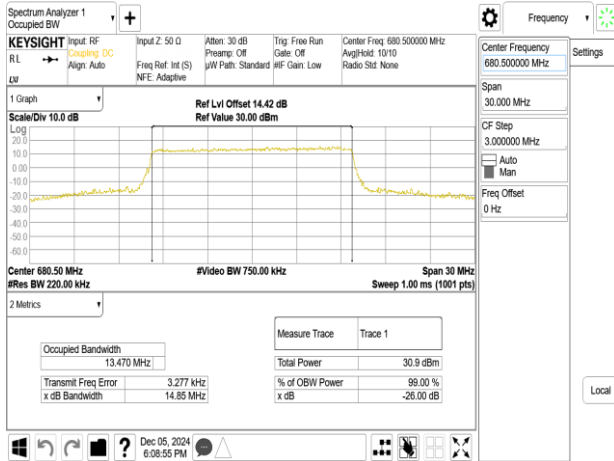 Spectrum Analyzer 1
Occupied BW
Frequency
KEYSIGHT
RL
LXI
Input: RF
Coupling: DC
Align: Auto
Input Z: 50 Ω
Freq Ref: Int (S)
NFE: Adaptive
Atten: 30 dB
Preamp: Off
µW Path: Standard
Trig: Free Run
Gate: Off
#IF Gain: Low
Center Freq: 680.500000 MHz
Avg|Hold: 10/10
Radio Std: None
Center Frequency
680.500000 MHz
Settings
Span
30.000 MHz
CF Step
3.000000 MHz
Auto
Man
Freq Offset
0 Hz
Local
1 Graph
Scale/Div 10.0 dB
Ref Lvl Offset 14.42 dB
Ref Value 30.00 dBm
Log
20.0
10.0
0.00
-10.0
-20.0
-30.0
-40.0
-50.0
-60.0
Center 680.50 MHz
#Res BW 220.00 kHz
#Video BW 750.00 kHz
Span 30 MHz
Sweep 1.00 ms (1001 pts)
2 Metrics
Occupied Bandwidth
13.470 MHz
Transmit Freq Error 3.277 kHz
x dB Bandwidth 14.85 MHz
Measure Trace Trace 1
Total Power 30.9 dBm
% of OBW Power 99.00 %
x dB -26.00 dB
?
Dec 05, 2024
6:08:55 PM